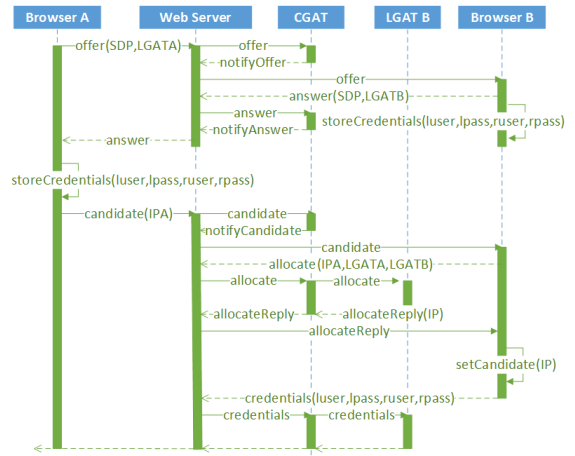 Browser A
Web Server
CGAT
LGAT B
Browser B
offer(SDP,LGATA)
offer
notifyOffer
offer
answer(SDP,LGATB)
answer
storeCredentials(luser,lpass,ruser,rpass)
notifyAnswer
answer
storeCredentials(luser,lpass,ruser,rpass)
candidate(IPA)
candidate
notifyCandidate
candidate
allocate(IPA,LGATA,LGATB)
allocate
allocate
allocateReply
allocateReply(IP)
allocateReply
setCandidate(IP)
credentials(luser,lpass,ruser,rpass)
credentials
credentials